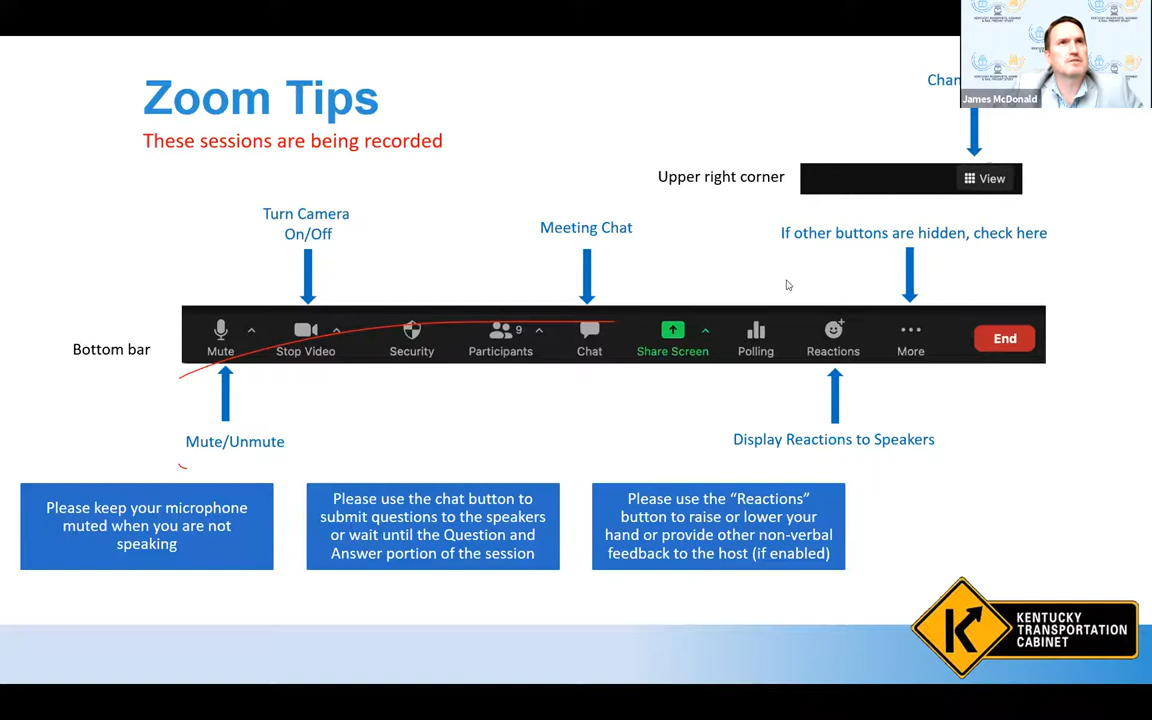 Zoom Tips
These sessions are being recorded
James McDonald
Upper right corner
View
Turn Camera
On/Off
Meeting Chat
If other buttons are hidden, check here
Bottom bar
9
Mute
Stop Video
Security
Participants
Chat
Share Screen
Polling
Reactions
More
End
Mute/Unmute
Display Reactions to Speakers
Please keep your microphone
muted when you are not
speaking
Please use the chat button to
submit questions to the speakers
or wait until the Question and
Answer portion of the session
Please use the “Reactions”
button to raise or lower your
hand or provide other non-verbal
feedback to the host (if enabled)
KENTUCKY
TRANSPORTATION
CABINET